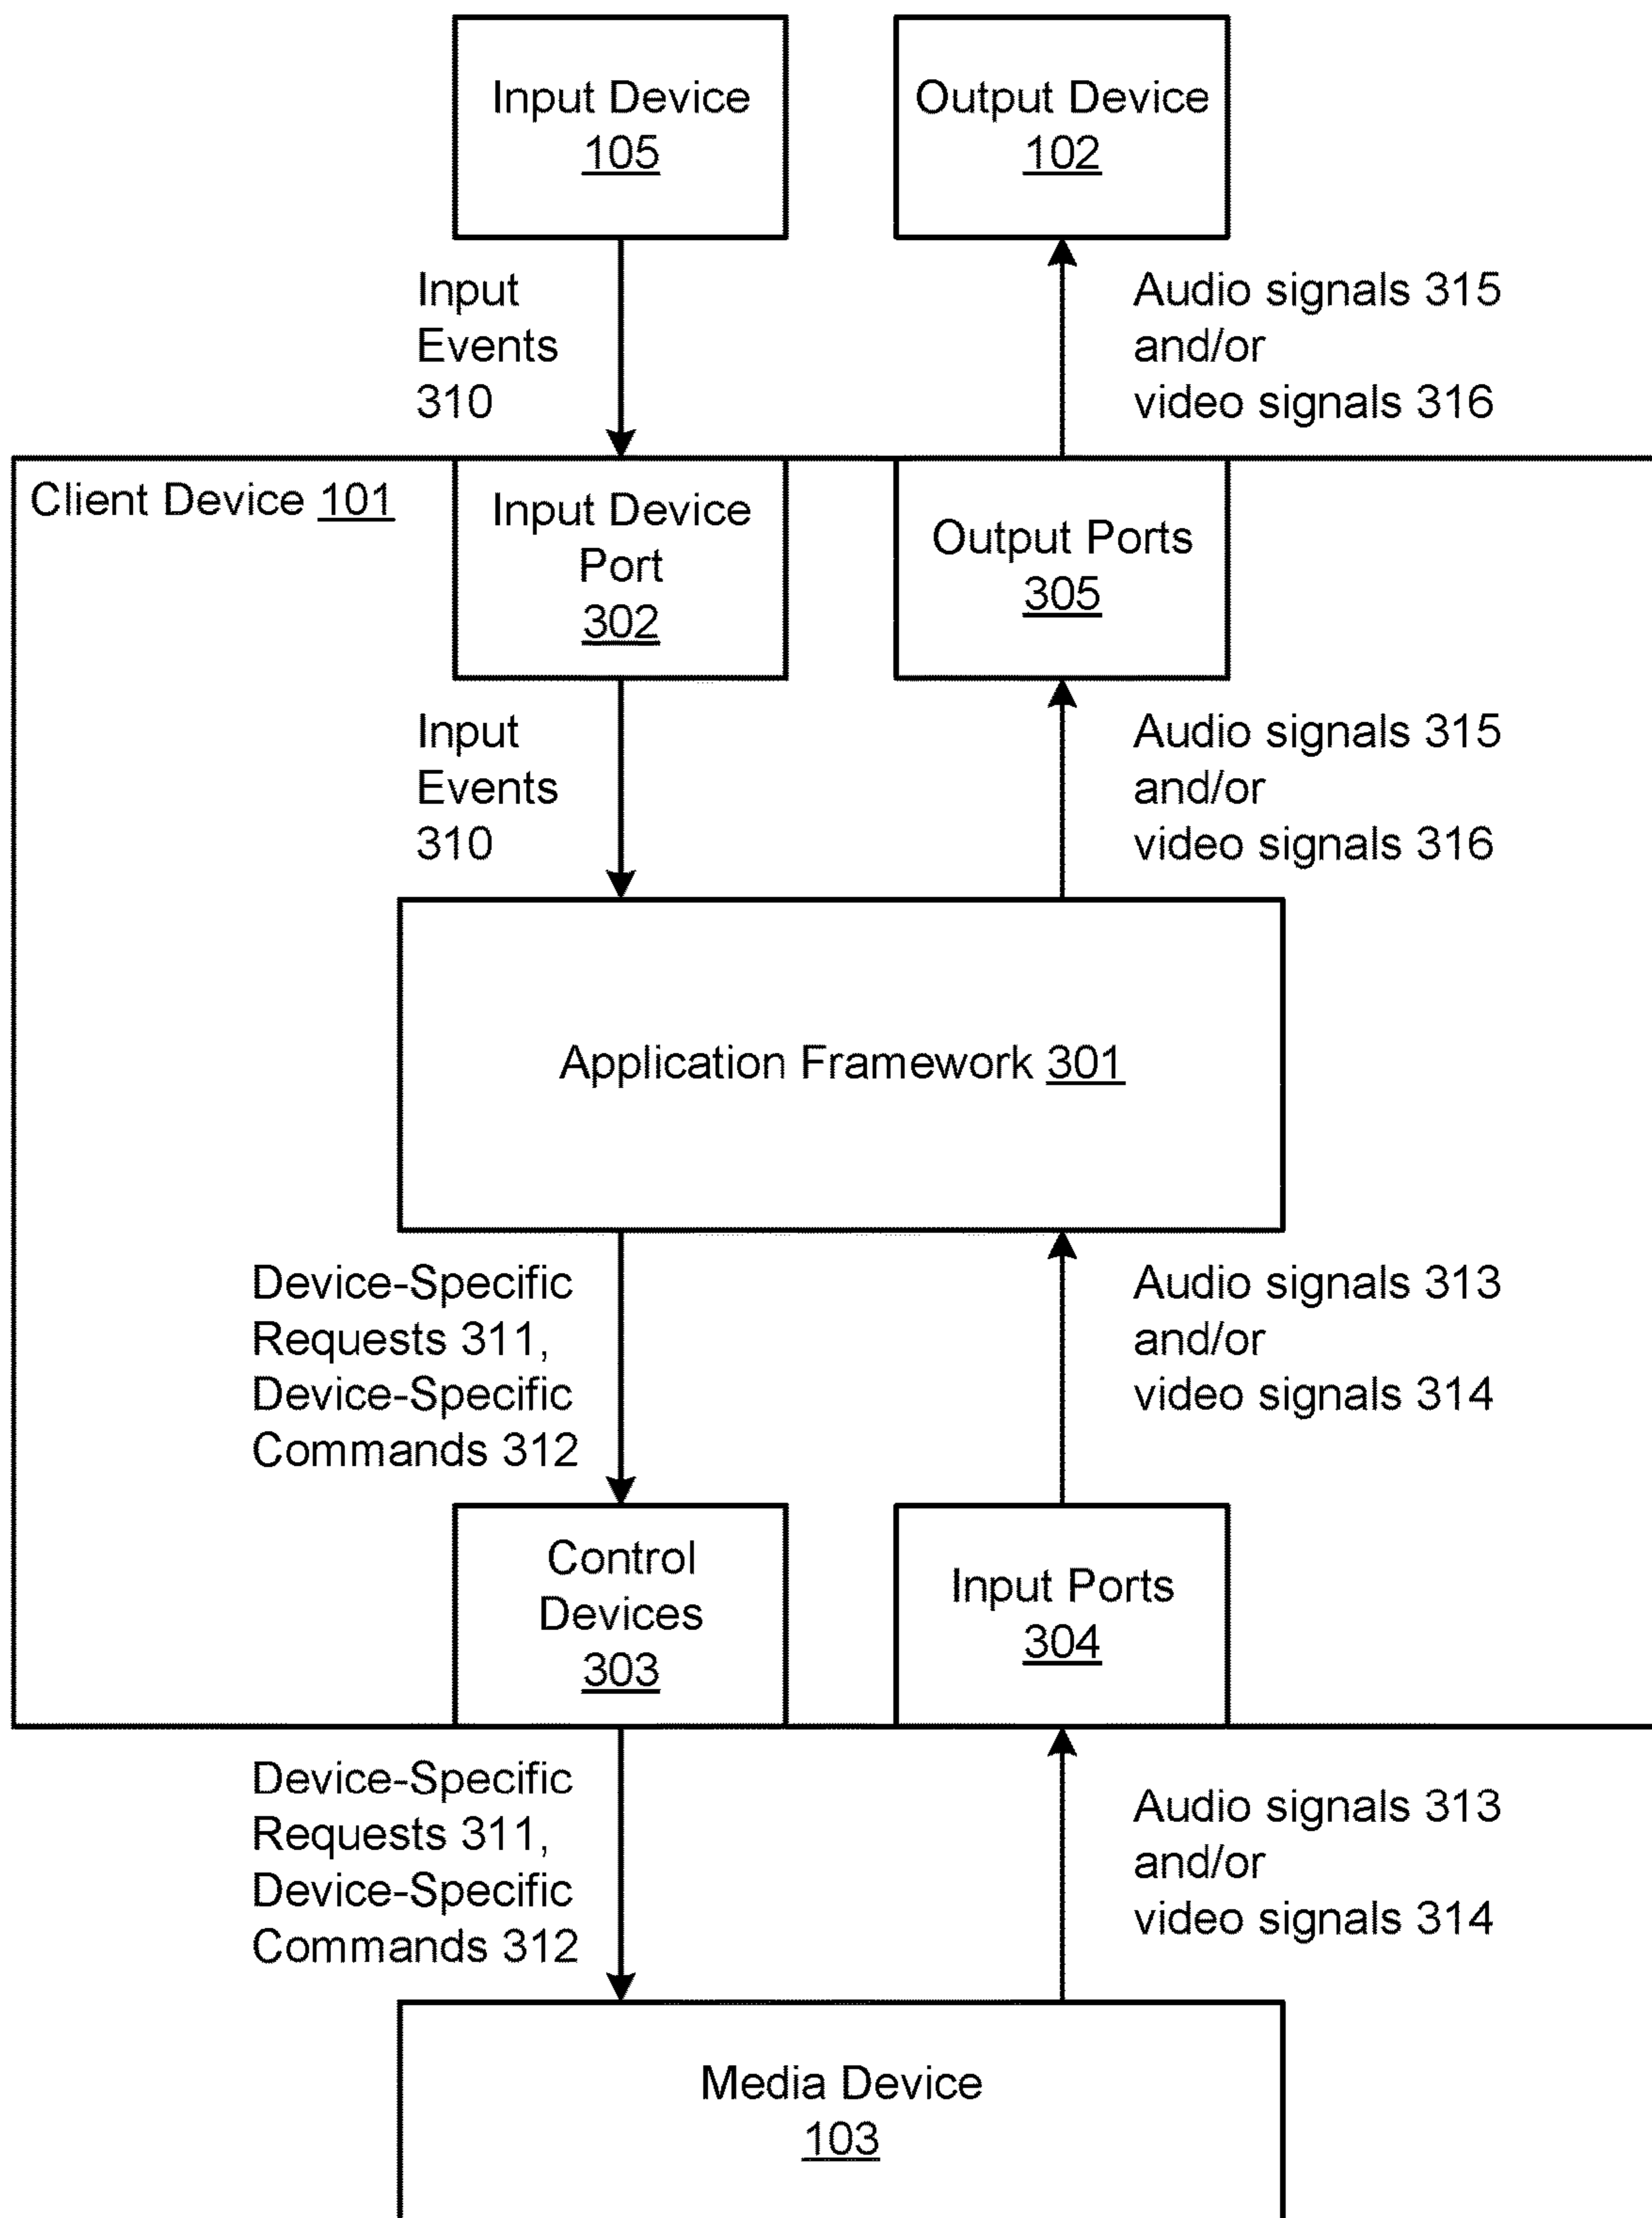 Input Device
105
Output Device
102
Input
Events
310
Audio signals 315
and/or
video signals 316
Client Device 101
Input Device
Port
302
Output Ports
305
Input
Events
310
Audio signals 315
and/or
video signals 316
Application Framework 301
Device-Specific
Requests 311,
Device-Specific
Commands 312
Audio signals 313
and/or
video signals 314
Control
Devices
303
Input Ports
304
Device-Specific
Requests 311,
Device-Specific
Commands 312
Audio signals 313
and/or
video signals 314
Media Device
103